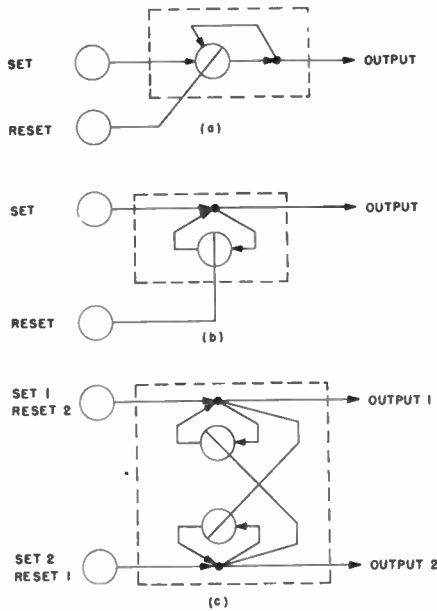 SET
OUTPUT
RESET
(a)
SET
OUTPUT
RESET
(b)
SET 1
RESET 2
OUTPUT 1
SET 2
RESET 1
OUTPUT 2
(c)